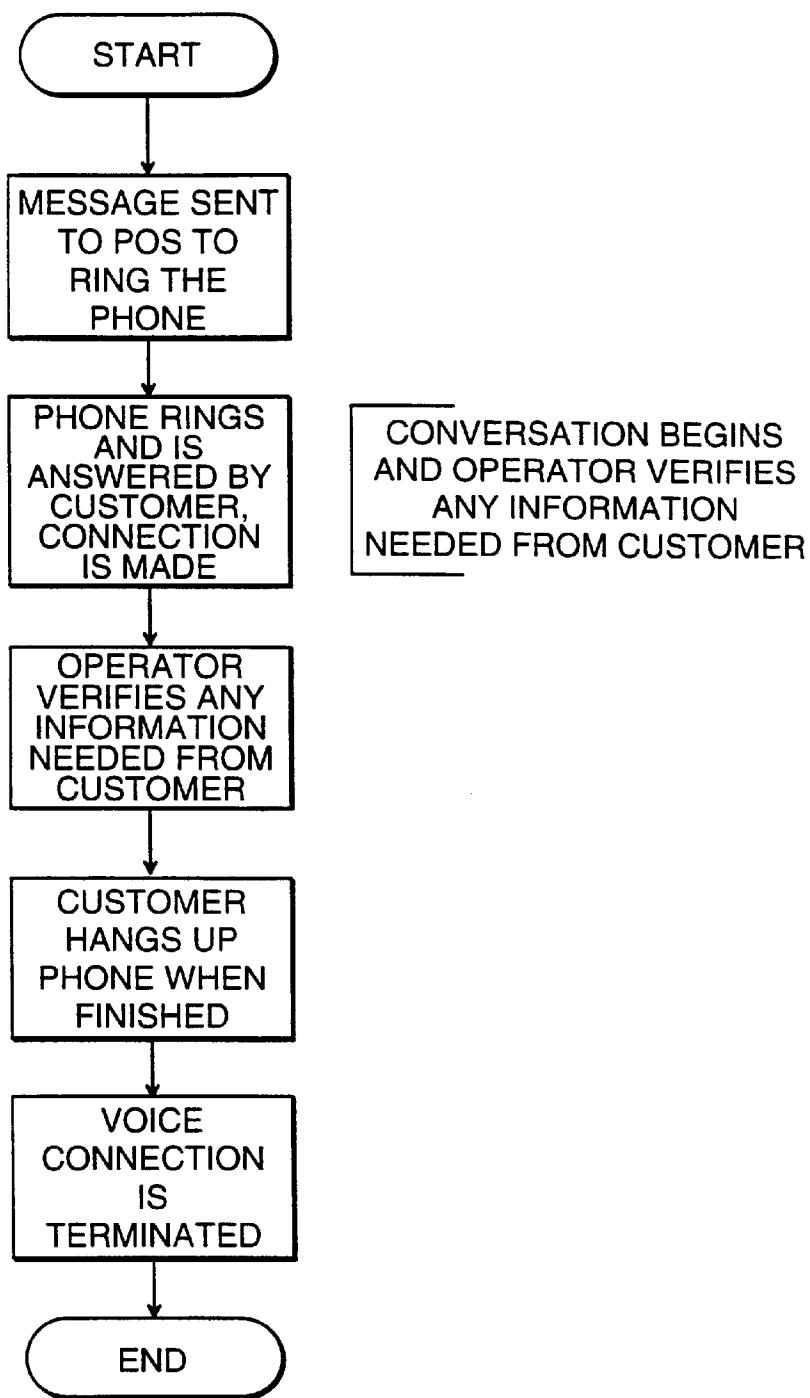 START
MESSAGE SENT
TO POS TO
RING THE
PHONE
PHONE RINGS
AND IS
ANSWERED BY
CUSTOMER,
CONNECTION
IS MADE
CONVERSATION BEGINS
AND OPERATOR VERIFIES
ANY INFORMATION
NEEDED FROM CUSTOMER
OPERATOR
VERIFIES ANY
INFORMATION
NEEDED FROM
CUSTOMER
CUSTOMER
HANGS UP
PHONE WHEN
FINISHED
VOICE
CONNECTION
IS
TERMINATED
END